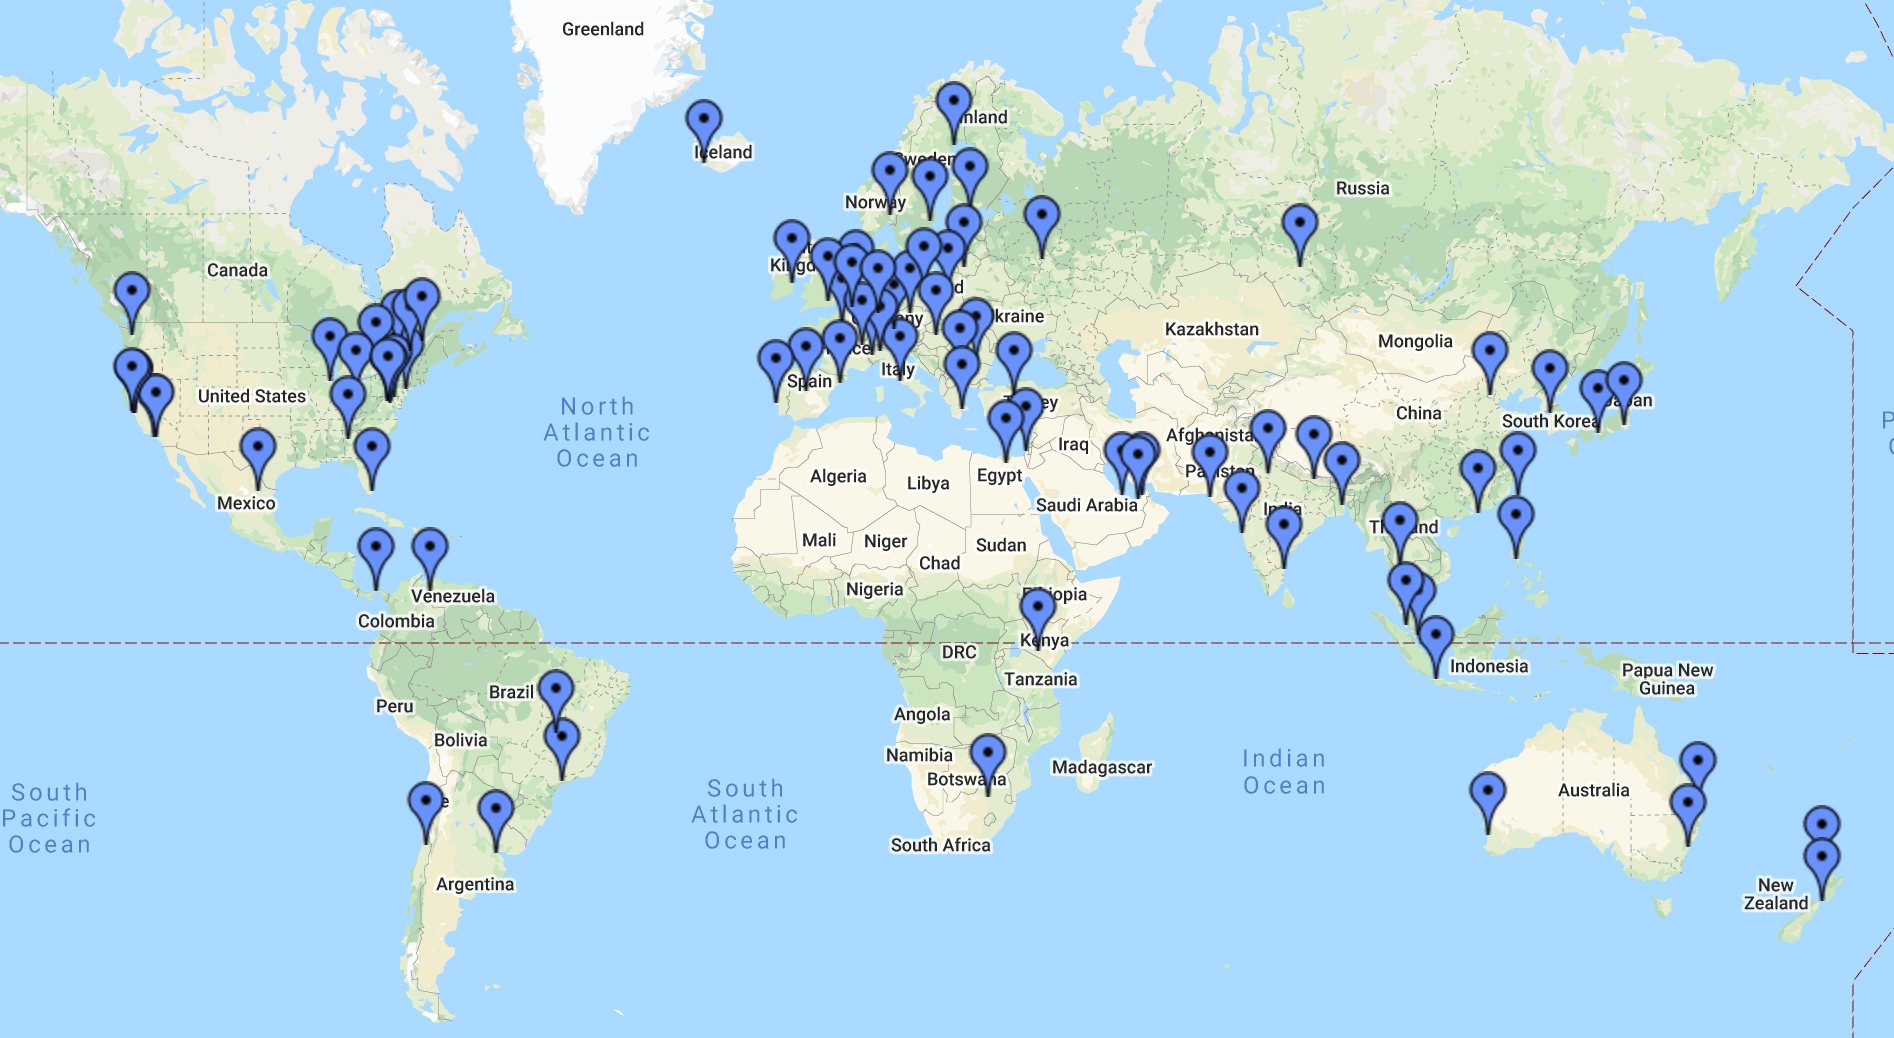 Greenland
Iceland
Norway
Russia
Canada
Kazakhstan
Mongolia
United States
Spain
Italy
China
South Korea
North
Atlantic
Ocean
Iraq
Algeria
Libya
Egypt
Saudi Arabia
Mexico
Mali
Niger
Chad
Sudan
Nigeria
Venezuela
Colombia
Kenya
DRC
Tanzania
Indonesia
Papua New
Guinea
Brazil
Peru
Bolivia
Angola
Namibia
Botswana
Madagascar
South Africa
Indian
Ocean
Australia
South
Pacific
Ocean
South
Atlantic
Ocean
Argentina
New
Zealand